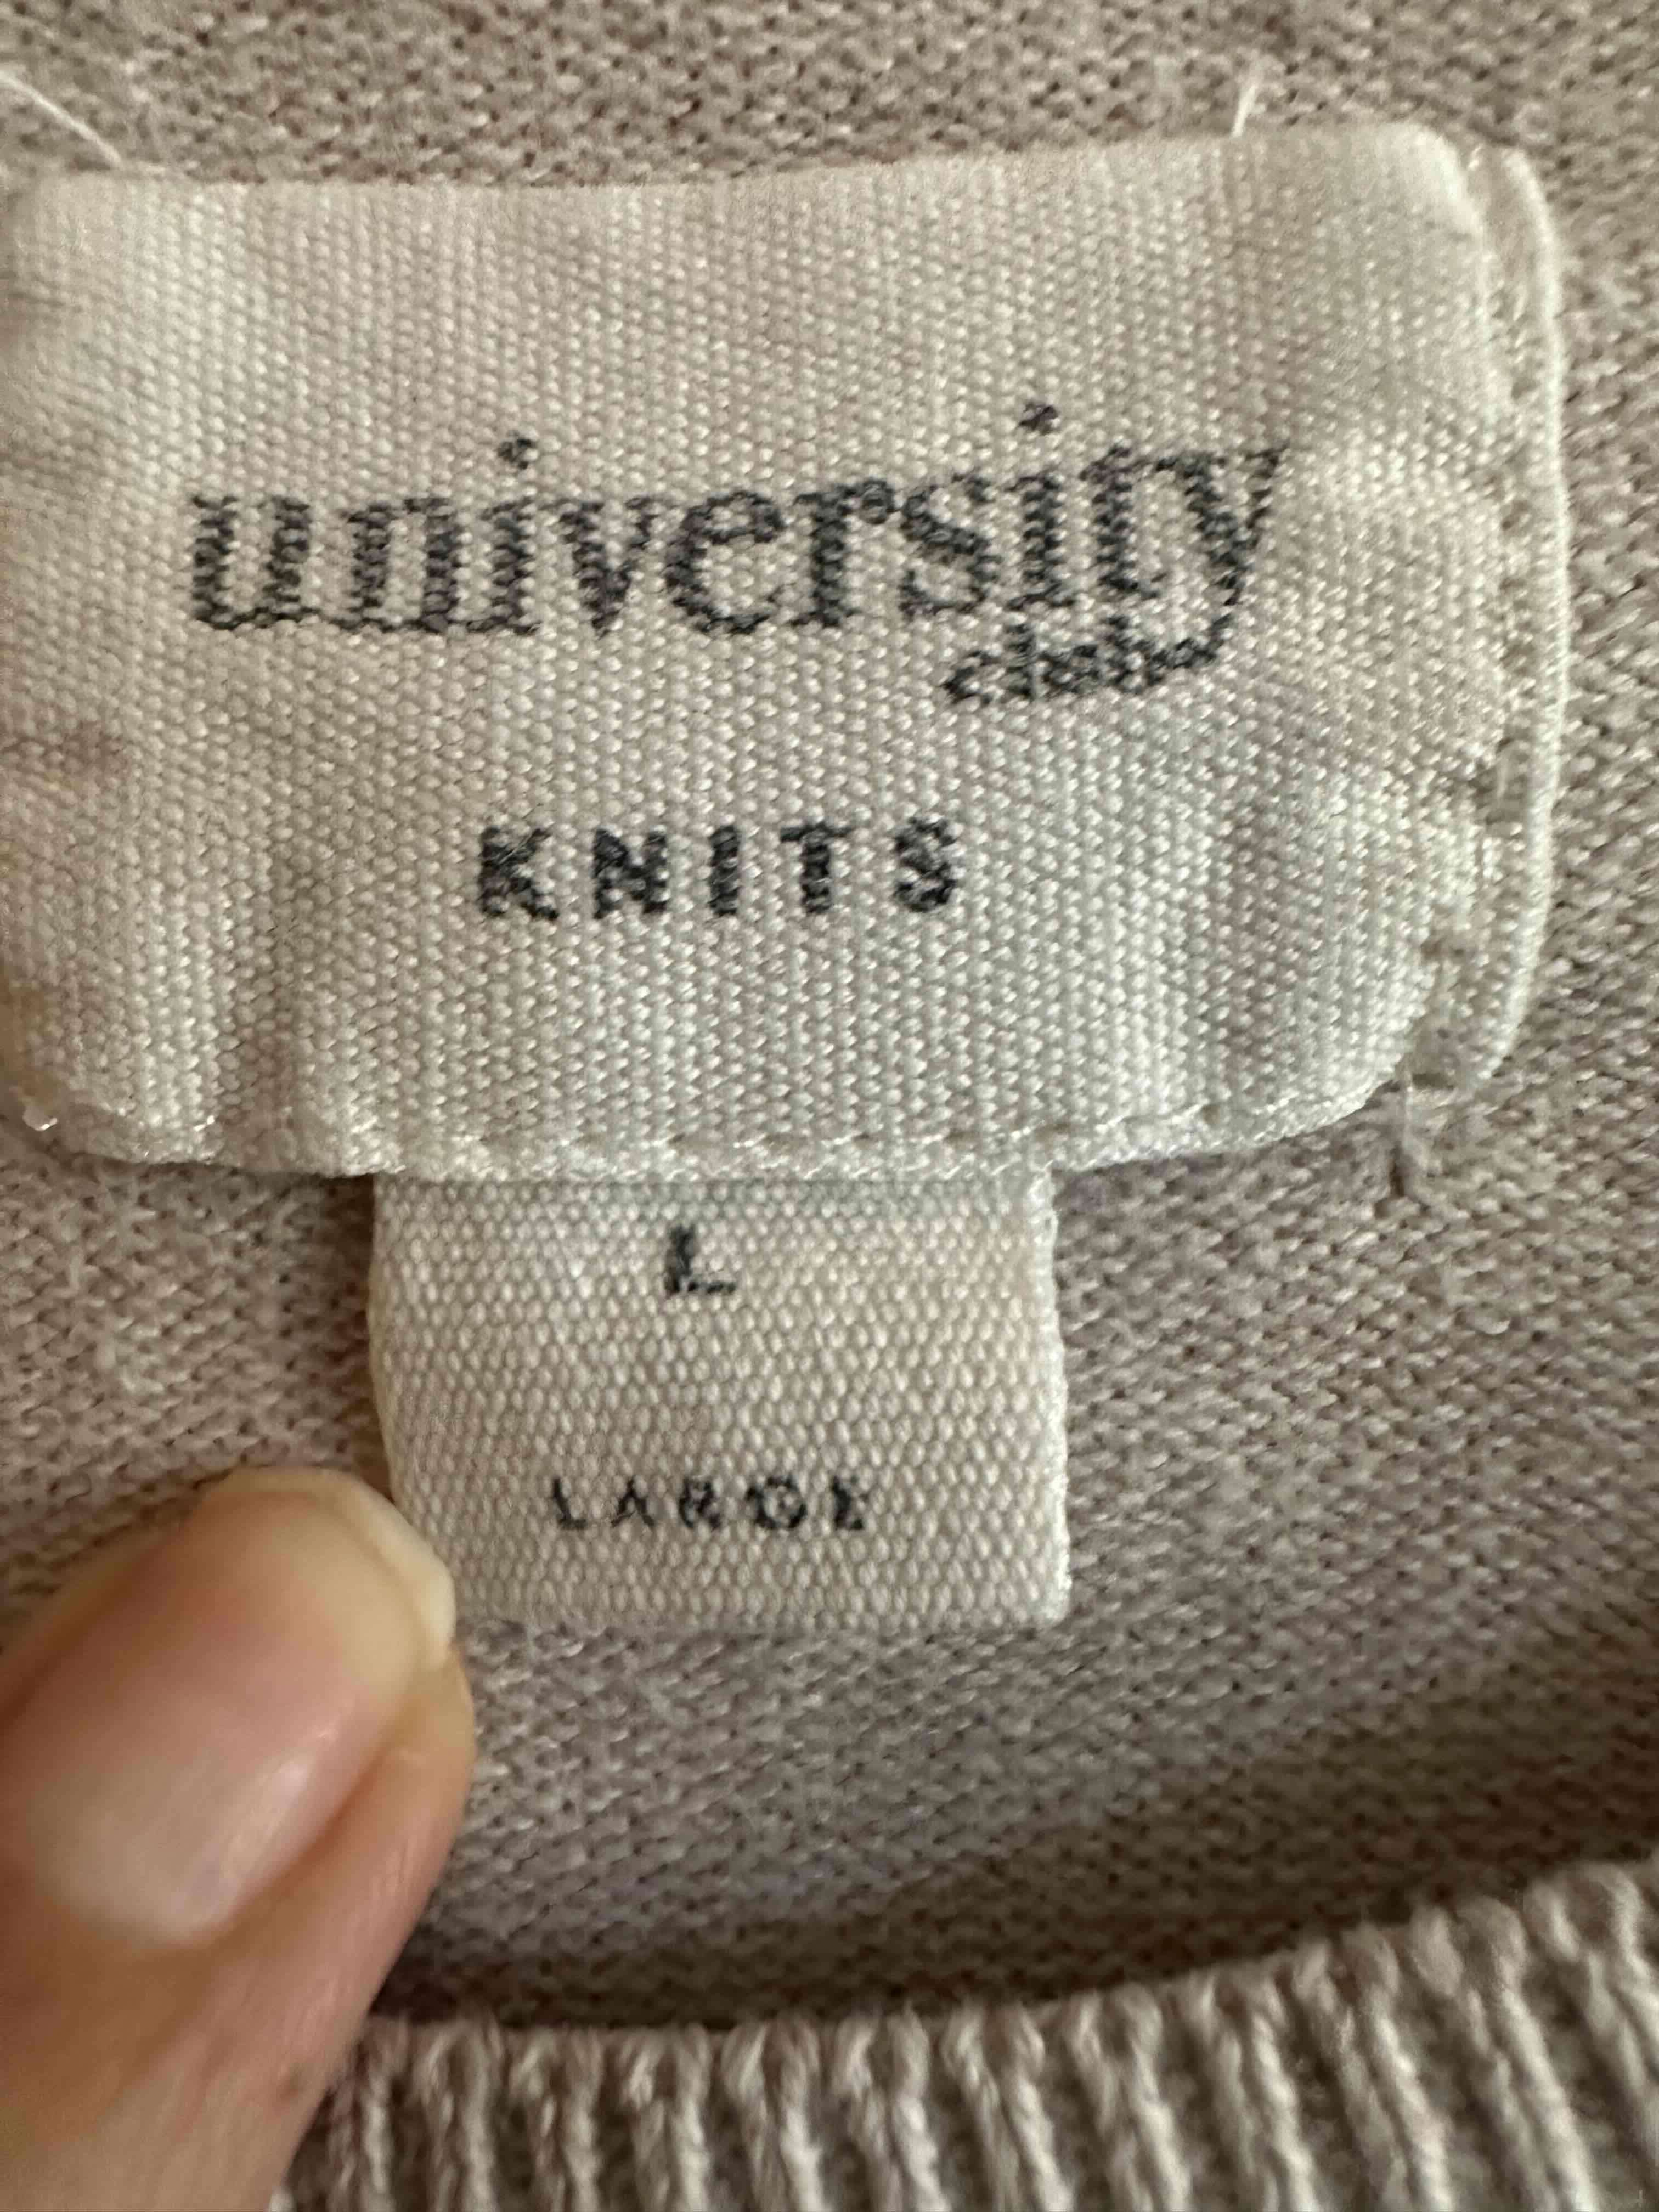 university
club
KNITS
L
LARGE